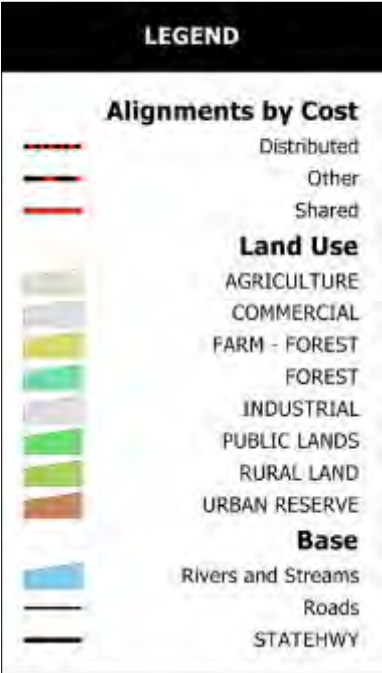 LEGEND
Alignments by Cost
Distributed
Other
Shared
Land Use
AGRICULTURE
COMMERCIAL
FARM - FOREST
FOREST
INDUSTRIAL
PUBLIC LANDS
RURAL LAND
URBAN RESERVE
Base
Rivers and Streams
Roads
STATEHWY